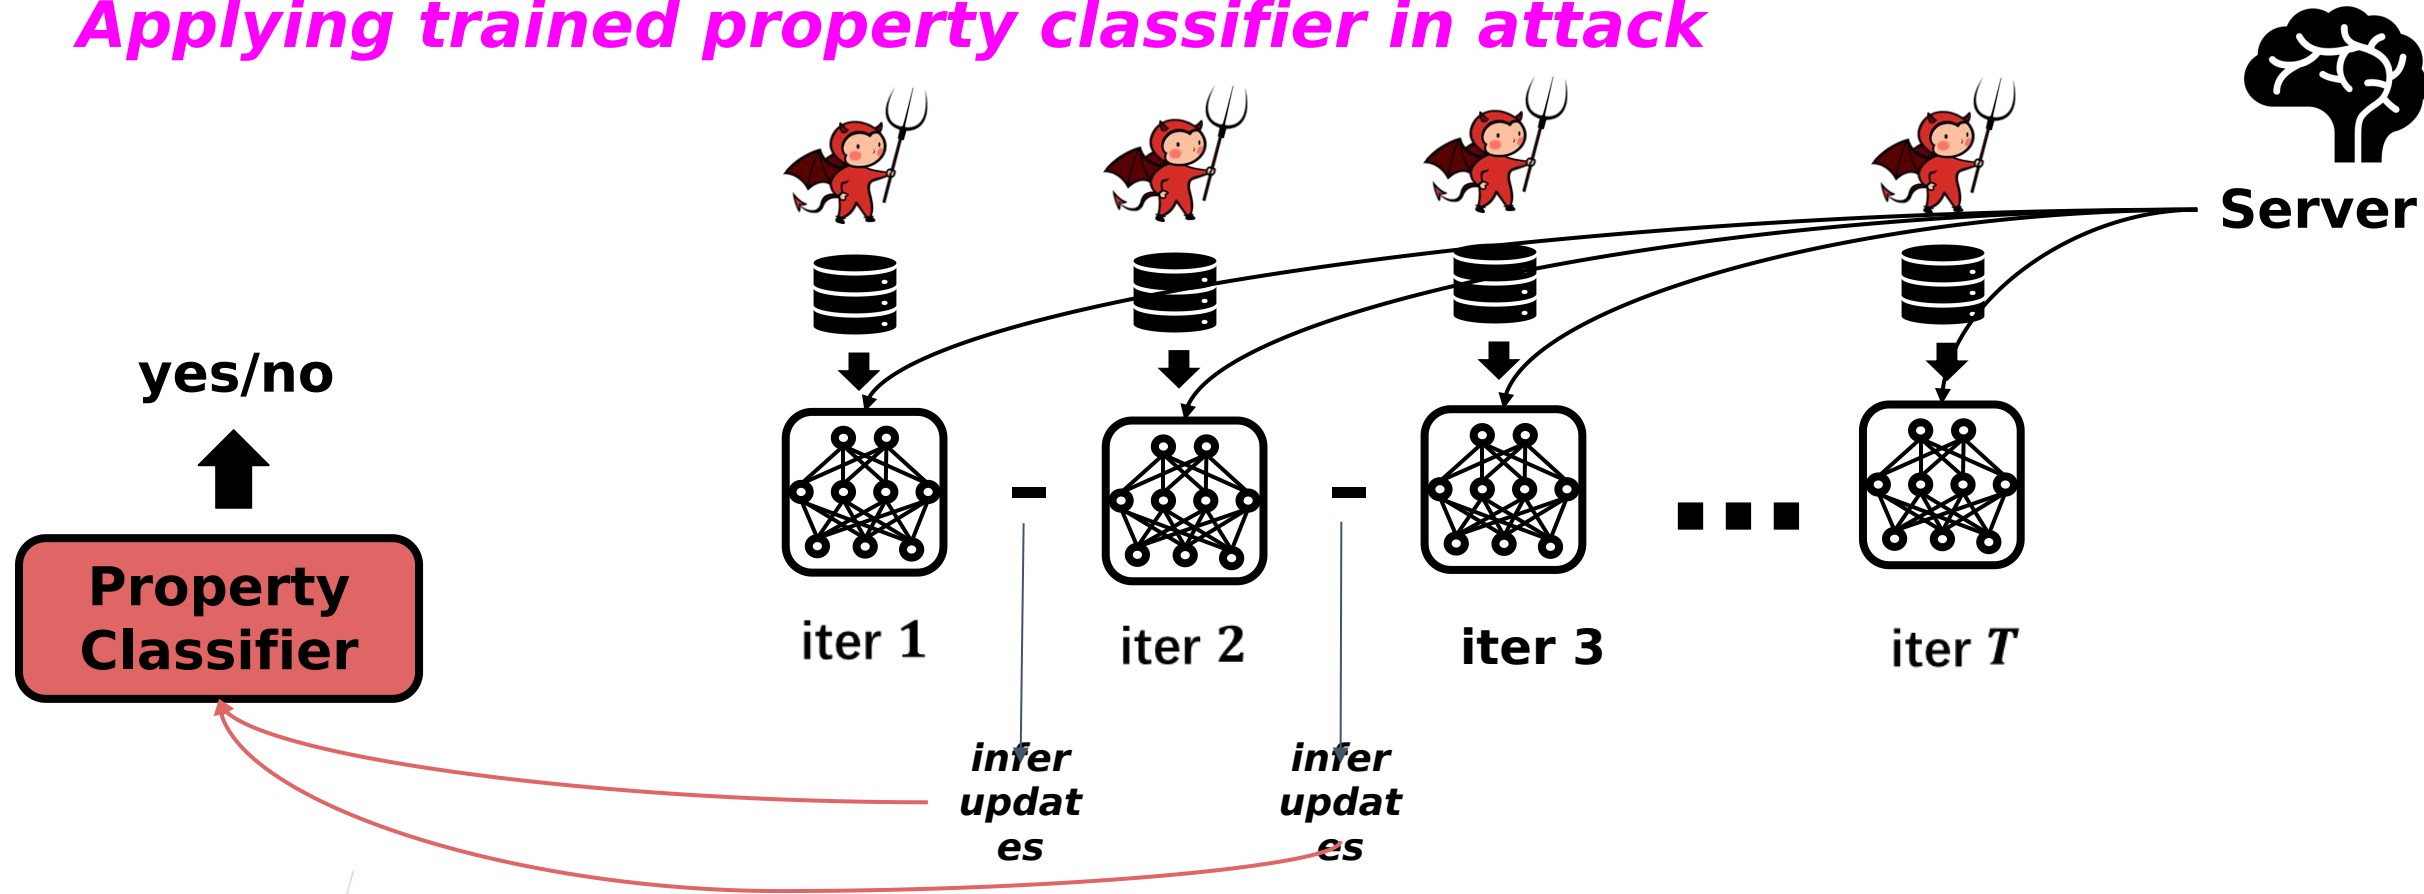 Applying trained property classifier in attack
Server
yes/no
Property
Classifier
iter 1
iter 2
iter 3
iter T
infer
updat
es
infer
updat
es